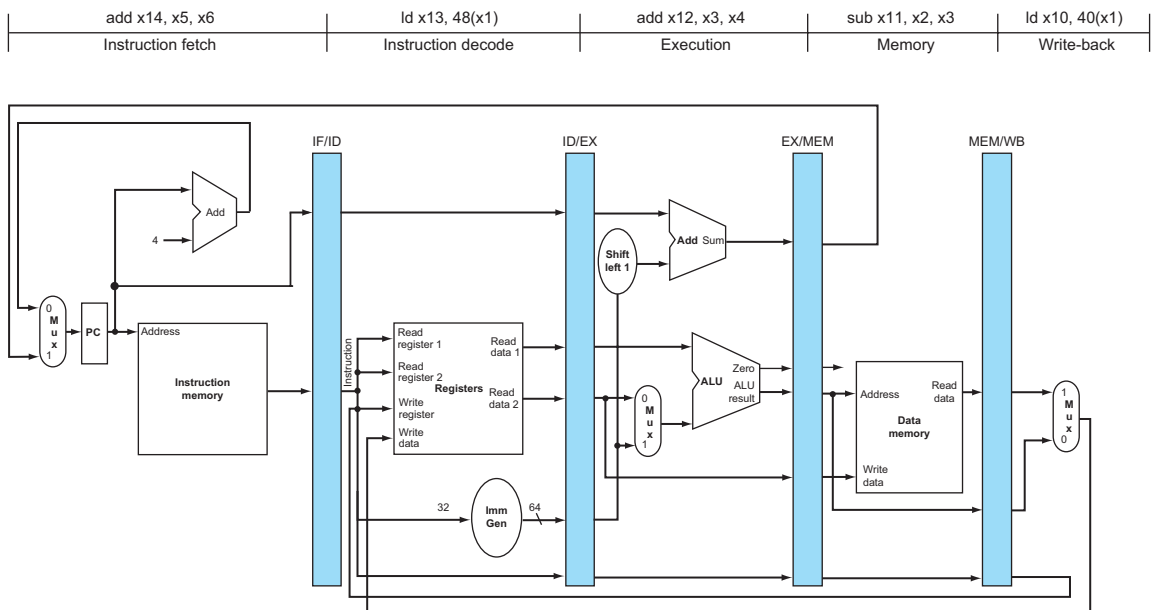 add x14, x5, x6
ld x13, 48(x1)
add x12, x3, x4
sub x11, x2, x3
ld x10, 40(x1)
Instruction fetch
Instruction decode
Execution
Memory
Write-back
IF/ID
ID/EX
EX/MEM
MEM/WB
Add
4
0
M
u
x
1
PC
Address
Instruction
memory
Instruction
Read
register 1
Read
register 2
Registers
Write
register
Write
data
Read
data 1
Read
data 2
32
Imm
Gen
64
Shift
left 1
Add Sum
0
M
u
x
1
ALU
Zero
ALU
result
Address
Read
data
Data
memory
Write
data
1
M
u
x
0